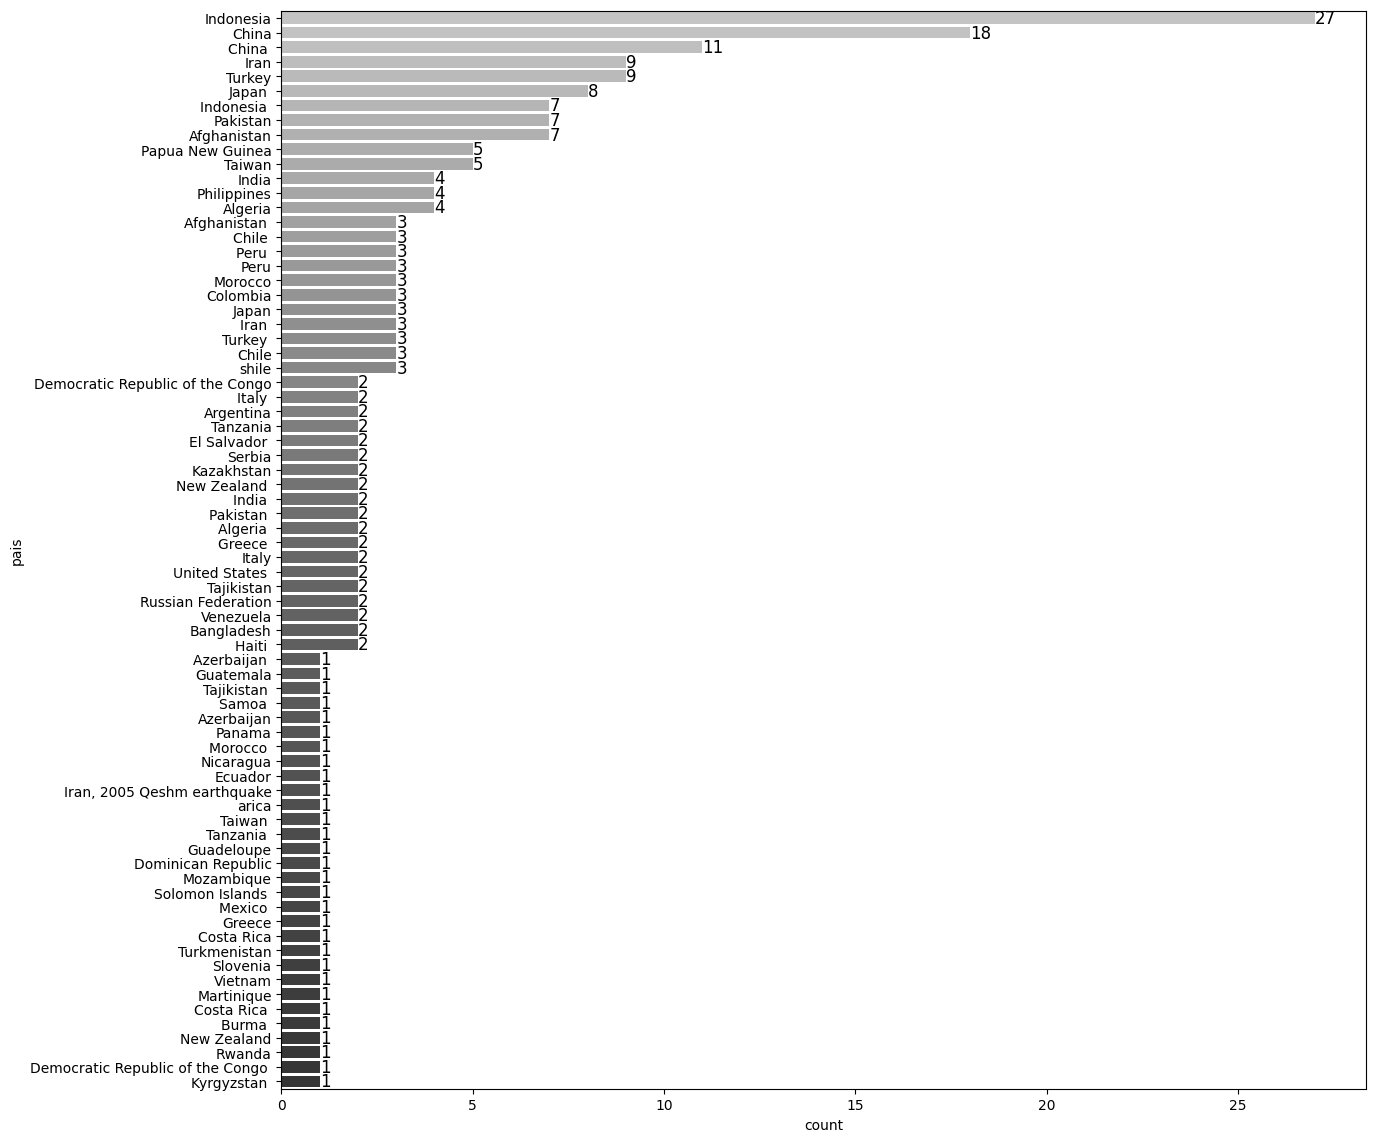 Indonesia 27
China 18
China 11
Iran 9
Turkey 9
Japan 8
Indonesia 7
Pakistan 7
Afghanistan 7
Papua New Guinea 5
Taiwan 5
India 4
Philippines 4
Algeria 4
Afghanistan 3
Chile 3
Peru 3
Peru 3
Morocco 3
Colombia 3
Japan 3
Iran 3
Turkey 3
Chile 3
shile 3
Democratic Republic of the Congo 2
Italy 2
Argentina 2
Tanzania 2
El Salvador 2
Serbia 2
Kazakhstan 2
New Zealand 2
India 2
Pakistan 2
Algeria 2
Greece 2
Italy 2
United States 2
Tajikistan 2
Russian Federation 2
Venezuela 2
Bangladesh 2
Haiti 2
Azerbaijan 1
Guatemala 1
Tajikistan 1
Samoa 1
Azerbaijan 1
Panama 1
Morocco 1
Nicaragua 1
Ecuador 1
Iran, 2005 Qeshm earthquake 1
arica 1
Taiwan 1
Tanzania 1
Guadeloupe 1
Dominican Republic 1
Mozambique 1
Solomon Islands 1
Mexico 1
Greece 1
Costa Rica 1
Turkmenistan 1
Slovenia 1
Vietnam 1
Martinique 1
Costa Rica 1
Burma 1
New Zealand 1
Rwanda 1
Democratic Republic of the Congo 1
Kyrgyzstan 1
pais
0 5 10 15 20 25
count